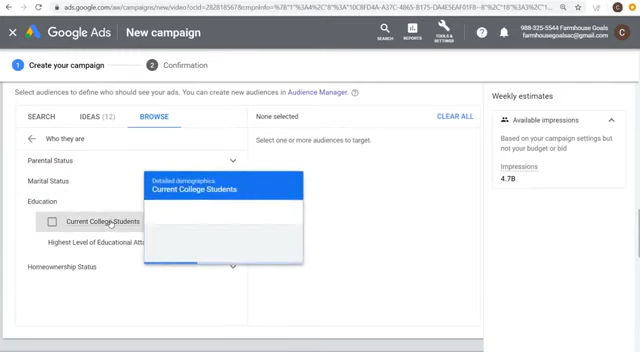 ads.google.com/aw/campaigns/new/video?ocid=282818567&cmpnInfo=%7B"1%3A4%2C"8%3A"10C8FD4A-A37C-4865-B175-DA4E5EAF01F8--8"%2C"18"%3A3%2C"1...
Google Ads
New campaign
SEARCH
REPORTS
TOOLS & SETTINGS
988-325-5544 Farmhouse Goals
farmhousegoalsac@gmail.com
C
1 Create your campaign
2 Confirmation
Select audiences to define who should see your ads. You can create new audiences in Audience Manager.
SEARCH
IDEAS (12)
BROWSE
None selected
CLEAR ALL
Who they are
Select one or more audiences to target.
Parental Status
Marital Status
Education
Current College Students
Highest Level of Educational Atta
Homeownership Status
Detailed demographics
Current College Students
Weekly estimates
Available impressions
Based on your campaign settings but
not your budget or bid
Impressions
4.7B